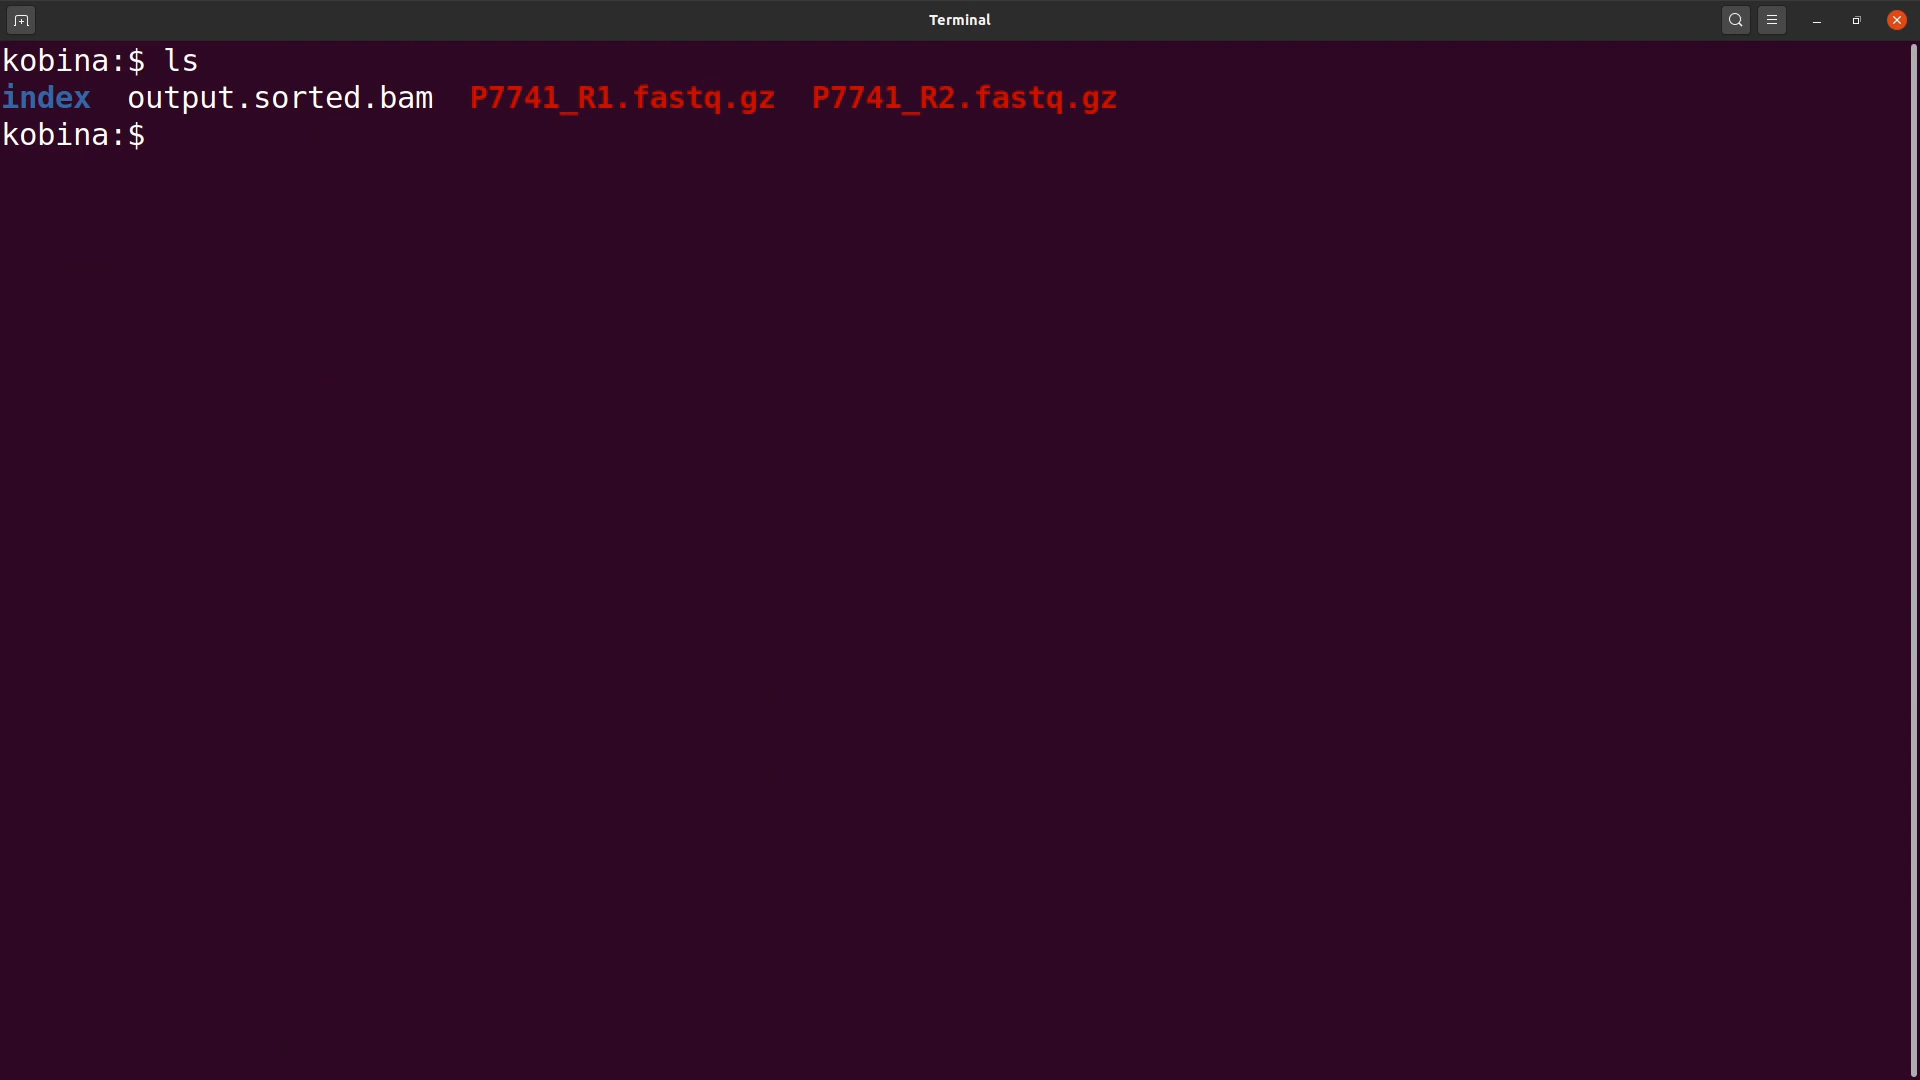 Terminal
kobina:$ ls
index  output.sorted.bam  P7741_R1.fastq.gz  P7741_R2.fastq.gz
kobina:$